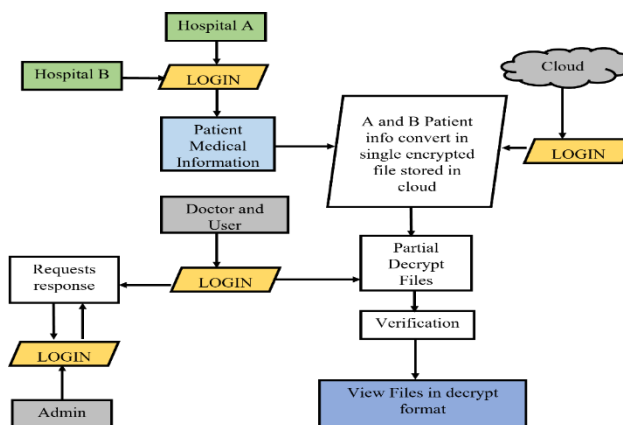 Hospital A
Hospital B
LOGIN
Cloud
Patient
Medical
Information
A and B Patient
info convert in
single encrypted
file stored in
cloud
LOGIN
Doctor and
User
Requests
response
LOGIN
Partial
Decrypt
Files
Verification
LOGIN
Admin
View Files in decrypt
format